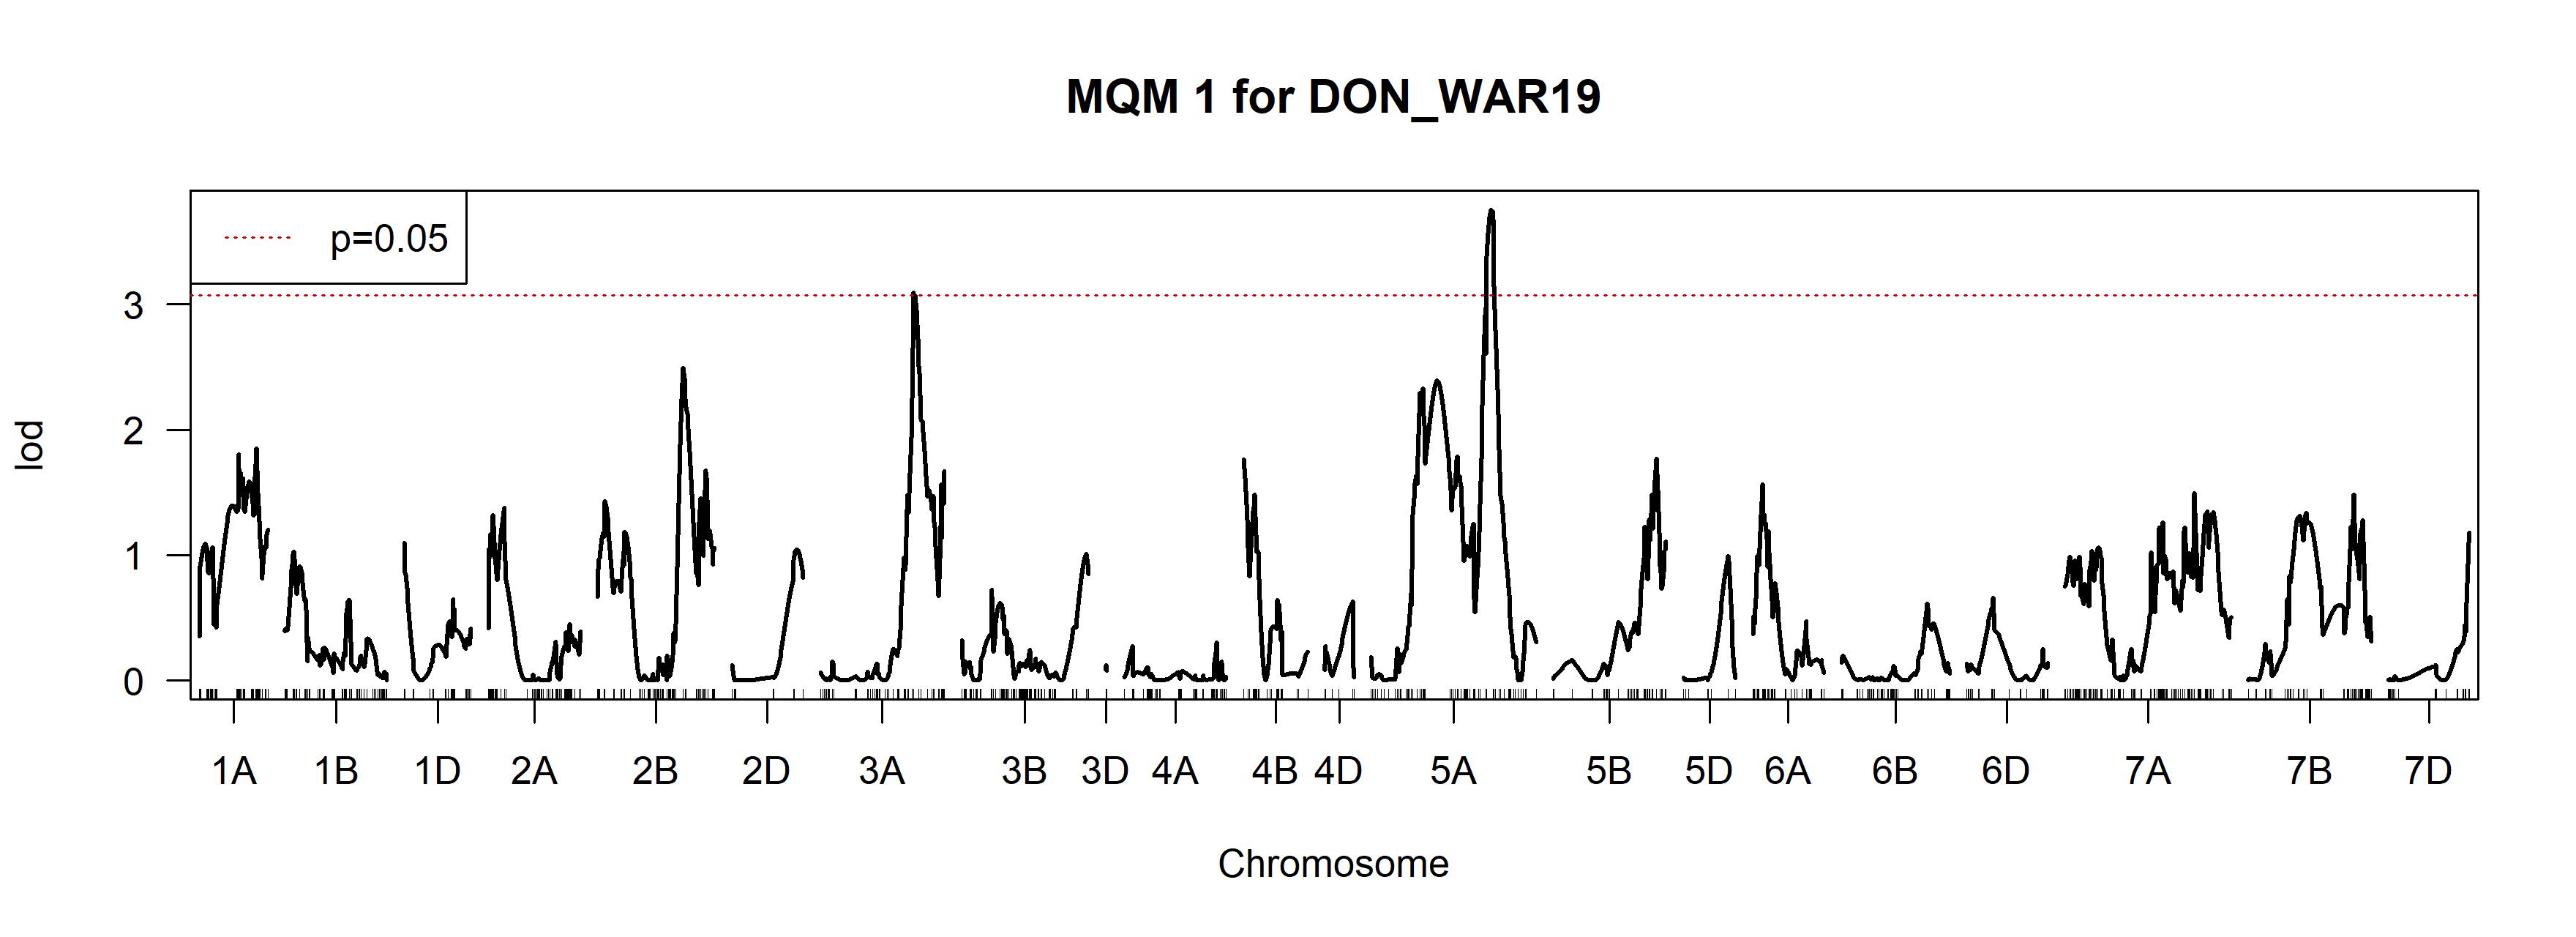 MQM 1 for DON_WAR19
p=0.05
3
2
1
0
lod
1A 1B 1D 2A 2B 2D 3A 3B 3D 4A 4B 4D 5A 5B 5D 6A 6B 6D 7A 7B 7D
Chromosome